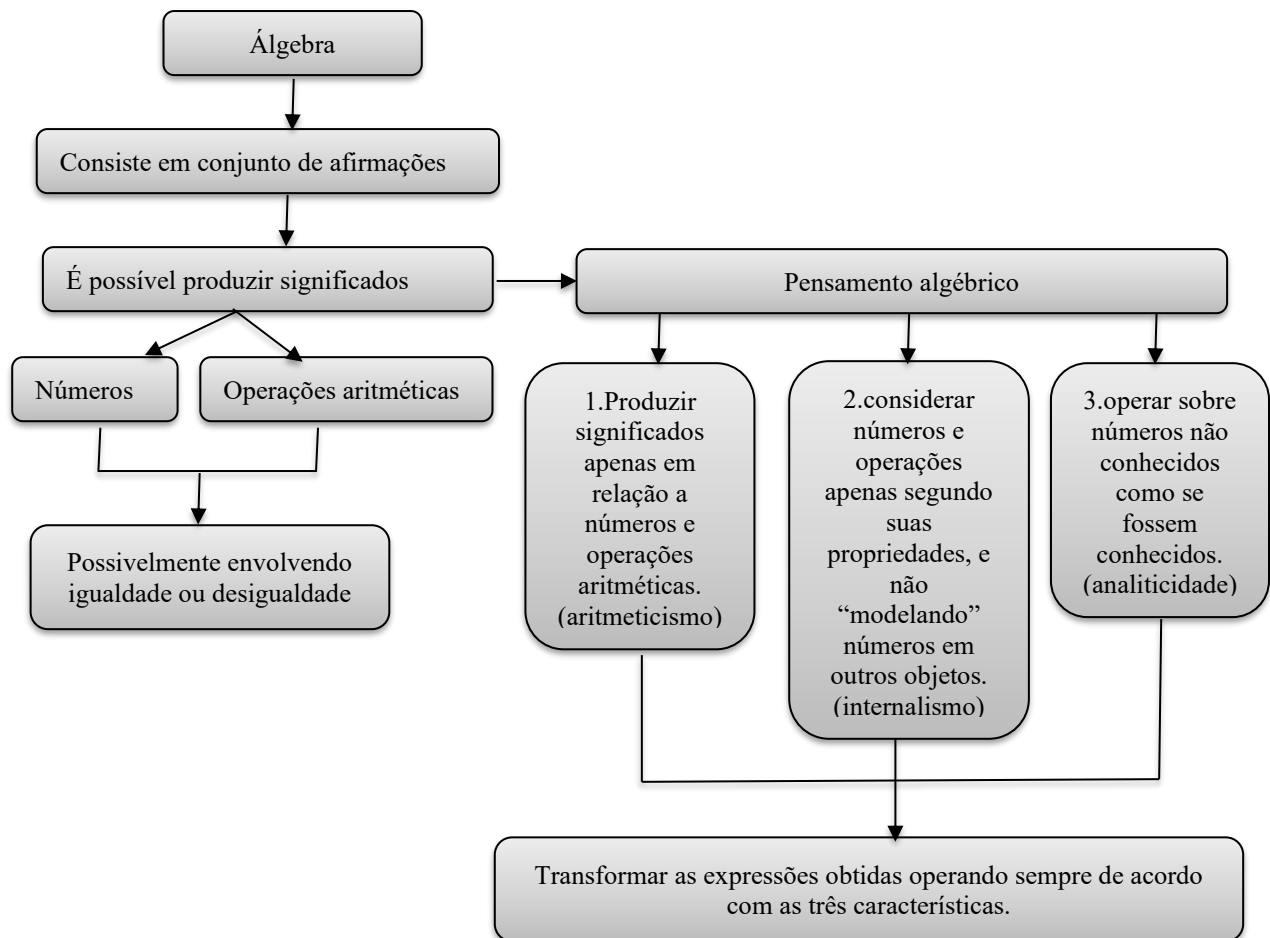 Álgebra
Consiste em conjunto de afirmações
É possível produzir significados
Pensamento algébrico
Números
Operações aritméticas
Possivelmente envolvendo
igualdade ou desigualdade
1.Produzir
significados
apenas em
relação a
números e
operações
aritméticas.
(aritmeticismo)
2.considerar
números e
operações
apenas segundo
suas
propriedades, e
não
“modelando”
números em
outros objetos.
(internalismo)
3.operar sobre
números não
conhecidos
como se
fossem
conhecidos.
(analiticidade)
Transformar as expressões obtidas operando sempre de acordo
com as três características.